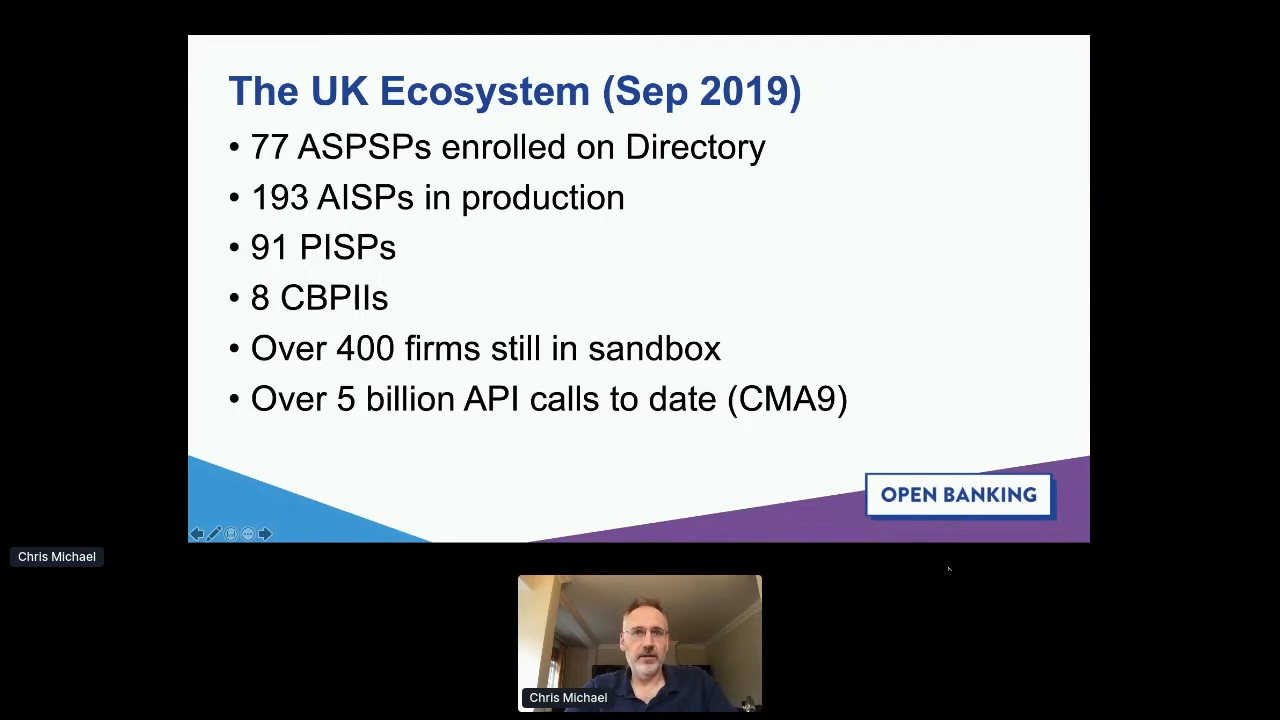 The UK Ecosystem (Sep 2019)
• 77 ASPSPs enrolled on Directory
• 193 AISPs in production
• 91 PISPs
• 8 CBPIIs
• Over 400 firms still in sandbox
• Over 5 billion API calls to date (CMA9)
OPEN BANKING
Chris Michael
Chris Michael